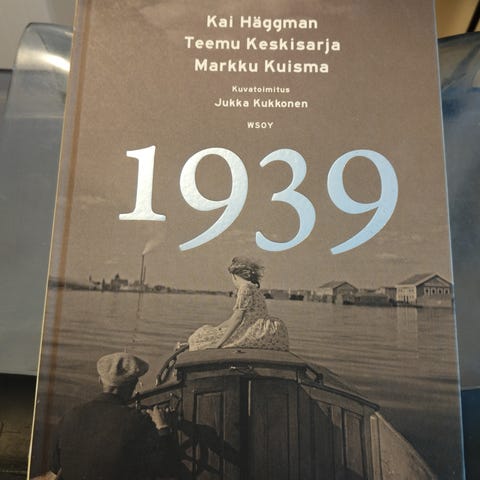 Kai Häggman
Teemu Keskisarja
Markku Kuisma
Kuvatoimitus
Jukka Kukkonen
WSOY
1939